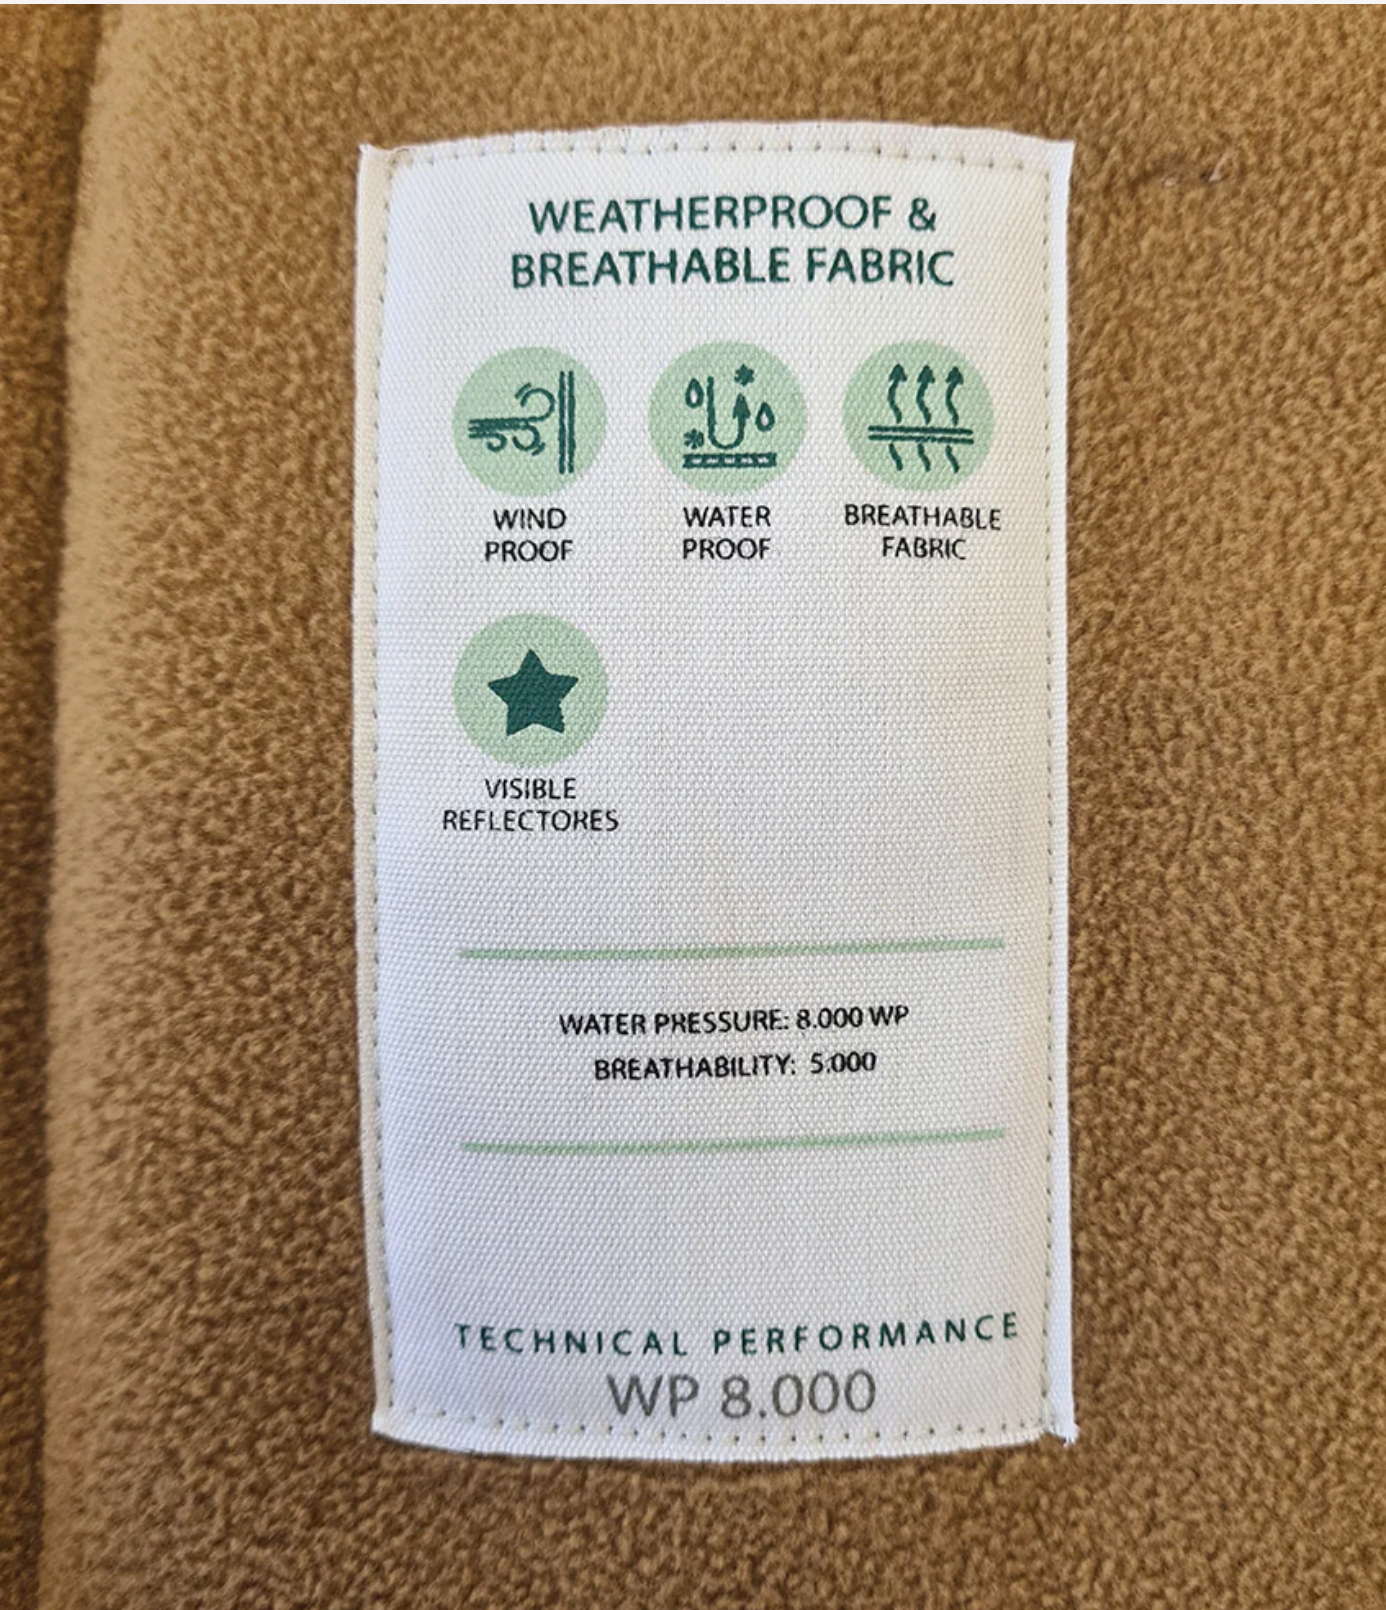 WEATHERPROOF &
BREATHABLE FABRIC
WIND
PROOF
WATER
PROOF
BREATHABLE
FABRIC
VISIBLE
REFLECTORES
WATER PRESSURE: 8.000 WP
BREATHABILITY: 5.000
TECHNICAL PERFORMANCE
WP 8.000